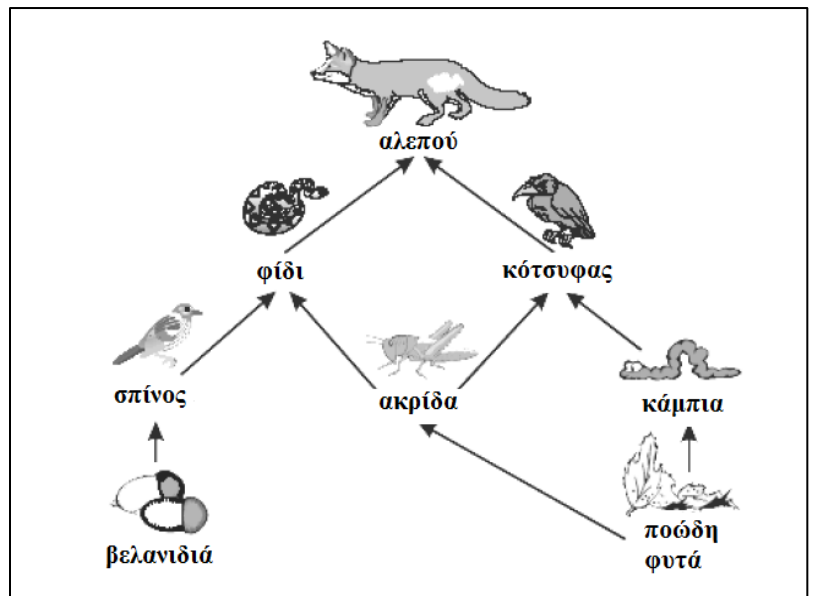 αλεπού
φίδι
κότσυφας
σπίνος
ακρίδα
κάμπια
βελανιδιά
ποώδη
φυτά